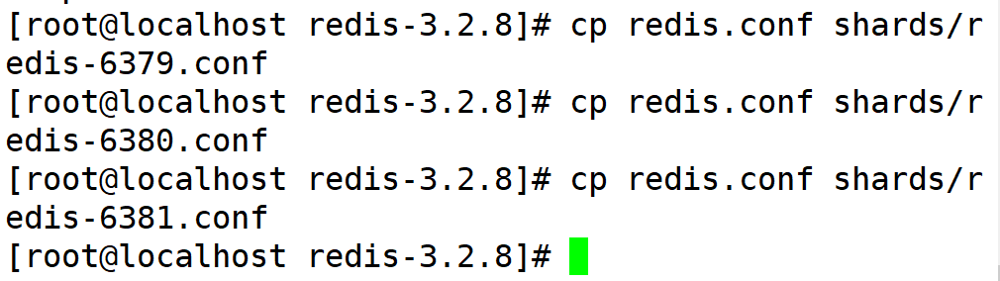 [root@localhost redis-3.2.8]# cp redis.conf shards/r
edis-6379.conf
[root@localhost redis-3.2.8]# cp redis.conf shards/r
edis-6380.conf
[root@localhost redis-3.2.8]# cp redis.conf shards/r
edis-6381.conf
[root@localhost redis-3.2.8]#